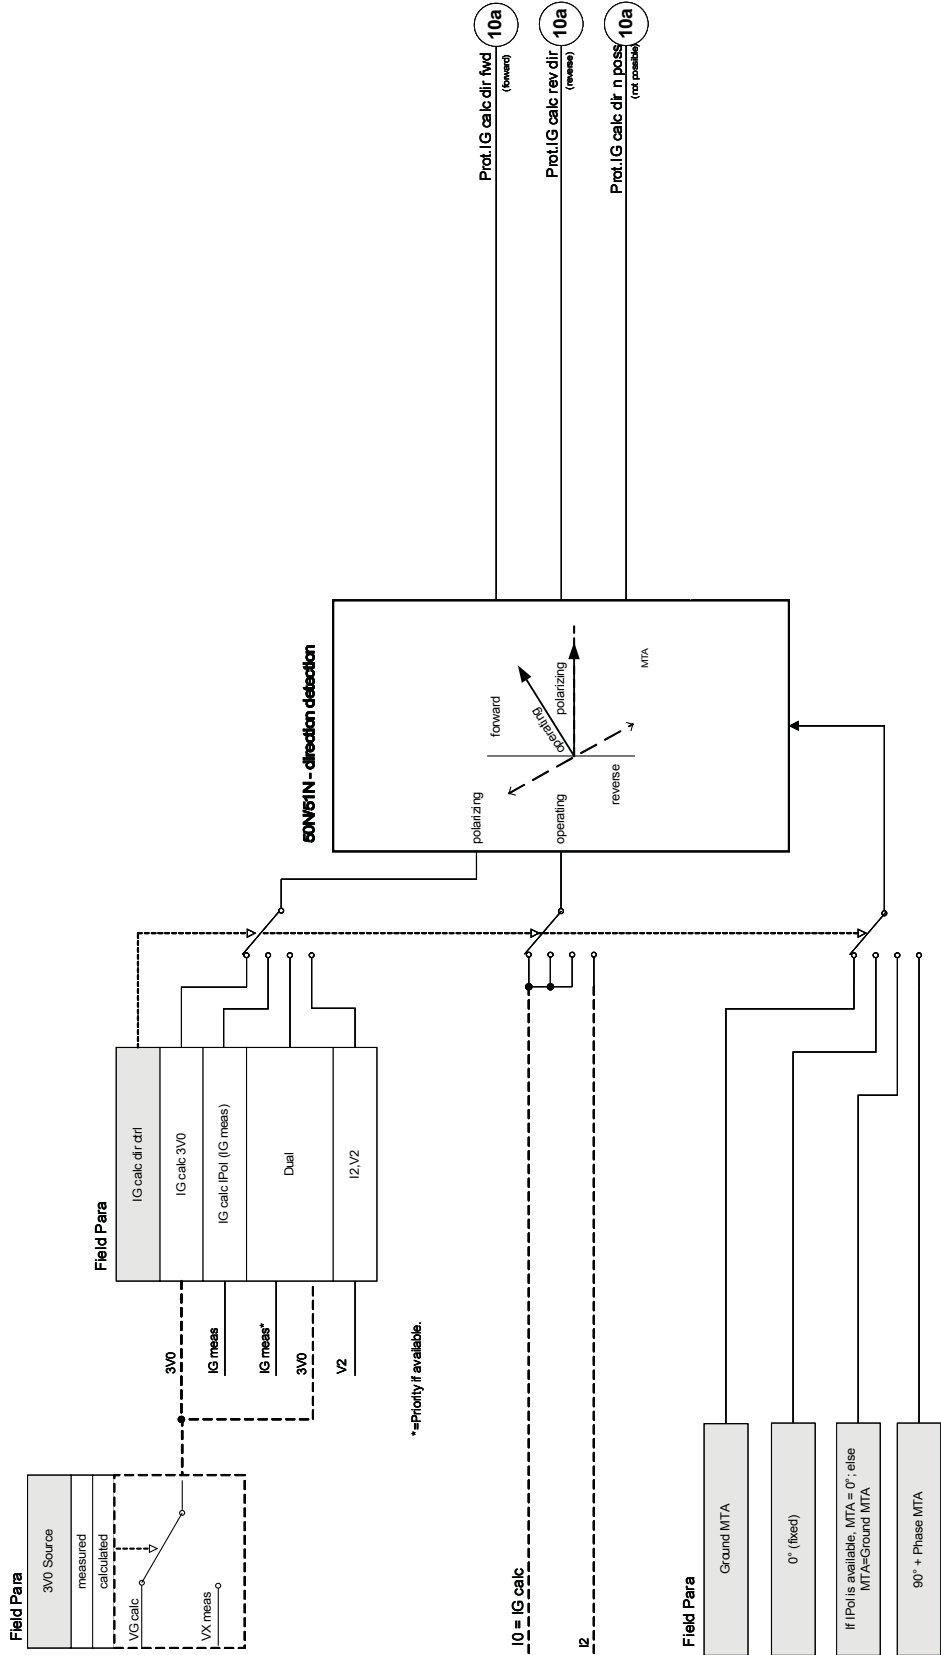 Field Para
3V0 Source
measured
calculated
VG calc
VX meas
Field Para
IG calc dir ctrl
IG calc 3V0
IG calc IPol (IG meas)
Dual
I2,V2
3V0
IG meas
IG meas*
3V0
V2
*=Priority if available.
I0 = IG calc
I2
Field Para
Ground MTA
0° (fixed)
If IPol is available, MTA = 0°; else
MTA=Ground MTA
90° + Phase MTA
50N/51N - direction detection
polarizing
operating
forward
operating
polarizing
reverse
MTA
Prot.IG calc dir fwd
(forward)
10a
Prot.IG calc rev dir
(reverse)
10a
Prot.IG calc dir n poss
(not possible)
10a